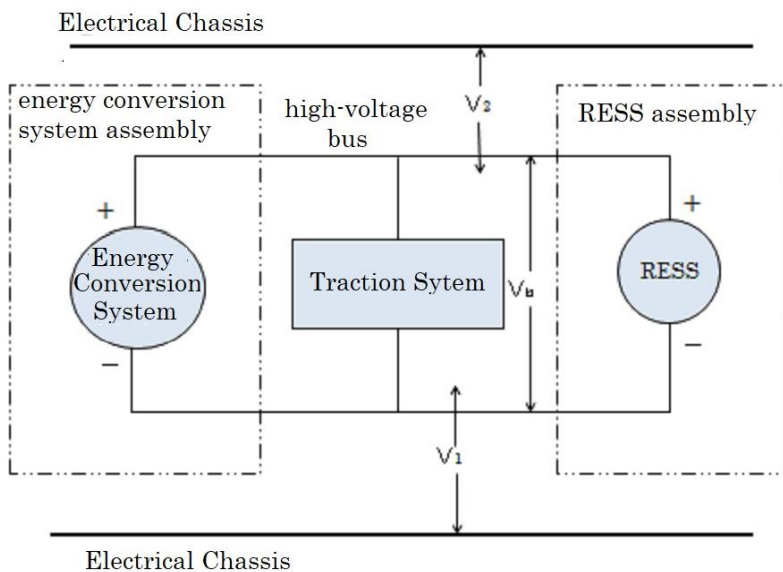 Electrical Chassis
energy conversion
system assembly
high-voltage
bus
V2
RESS assembly
+
+
Energy
Conversion
System
Traction Sytem
Vb
RESS
−
−
V1
Electrical Chassis